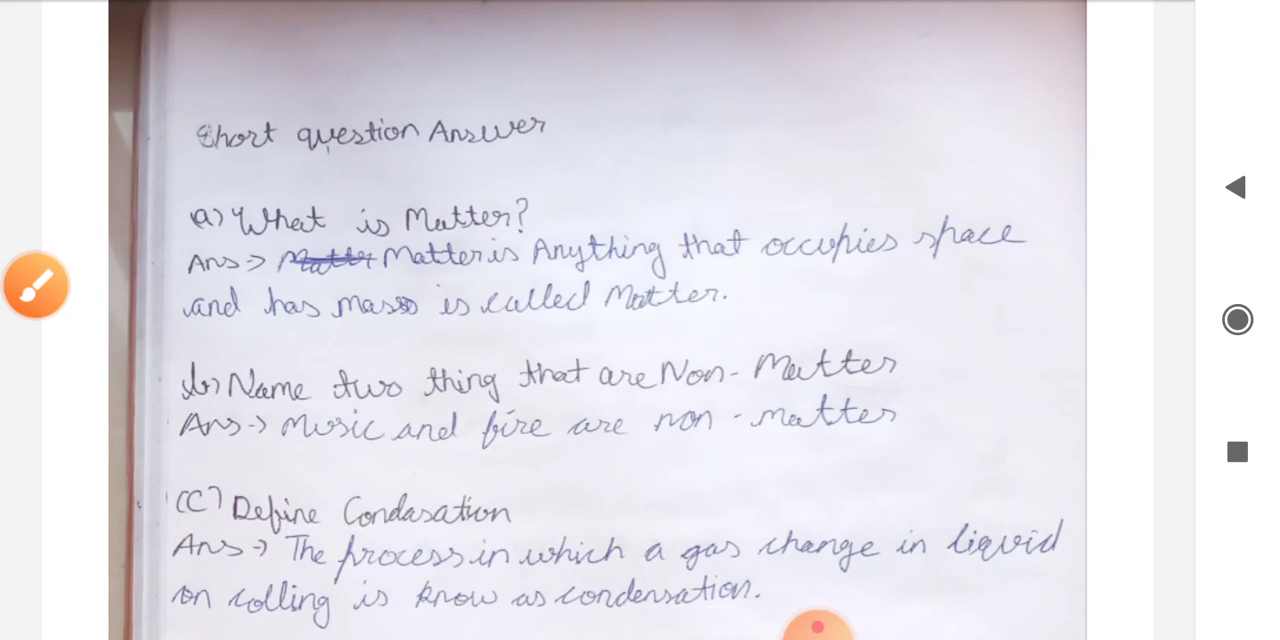 Short question Answer
(a) What is Matter?
Ans → Matter is Anything that occupies space
and has mass is called Matter.
(b) Name two thing that are Non-Matter
Ans → Music and fire are non-matter
(C) Define Condasation
Ans → The process in which a gas change in liquid
on colling is know as condensation.